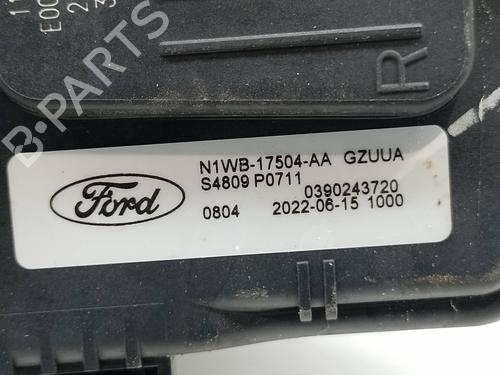 R
Ford
N1WB-17504-AA GZUUA
S4809 P0711
0390243720
0804 2022-06-15 1000
B-PARTS